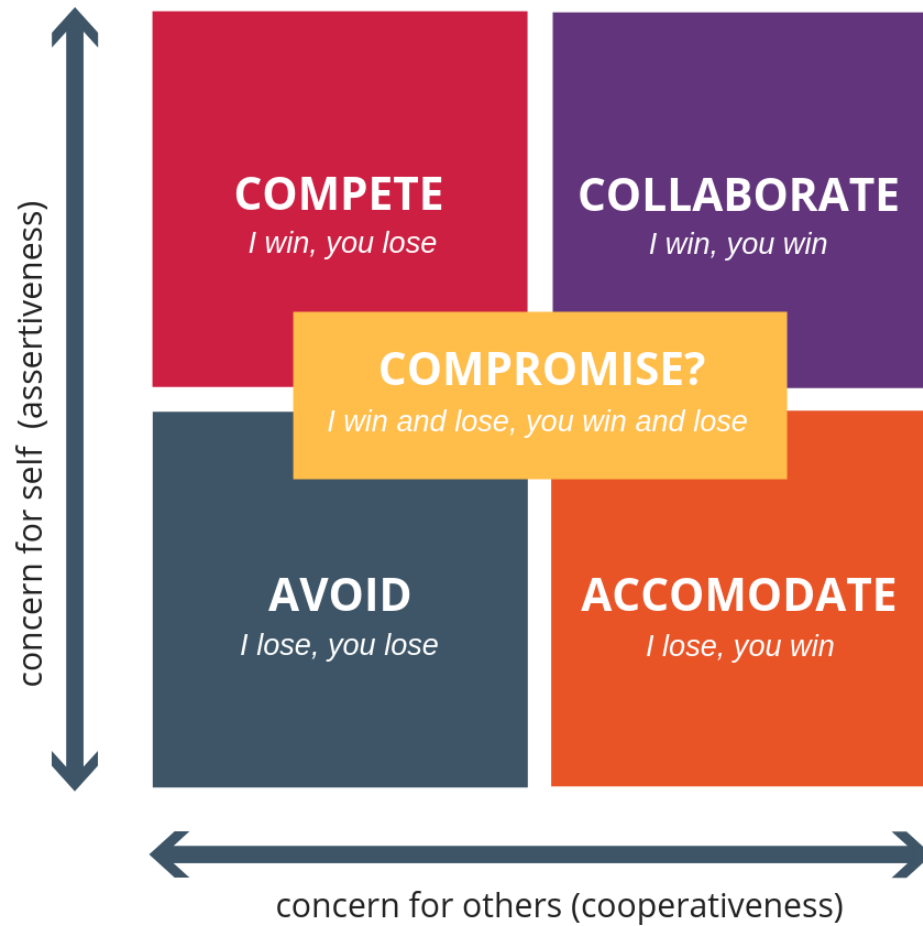 concern for self (assertiveness)
COMPETE
I win, you lose
COLLABORATE
I win, you win
COMPROMISE?
I win and lose, you win and lose
AVOID
I lose, you lose
ACCOMODATE
I lose, you win
concern for others (cooperativeness)